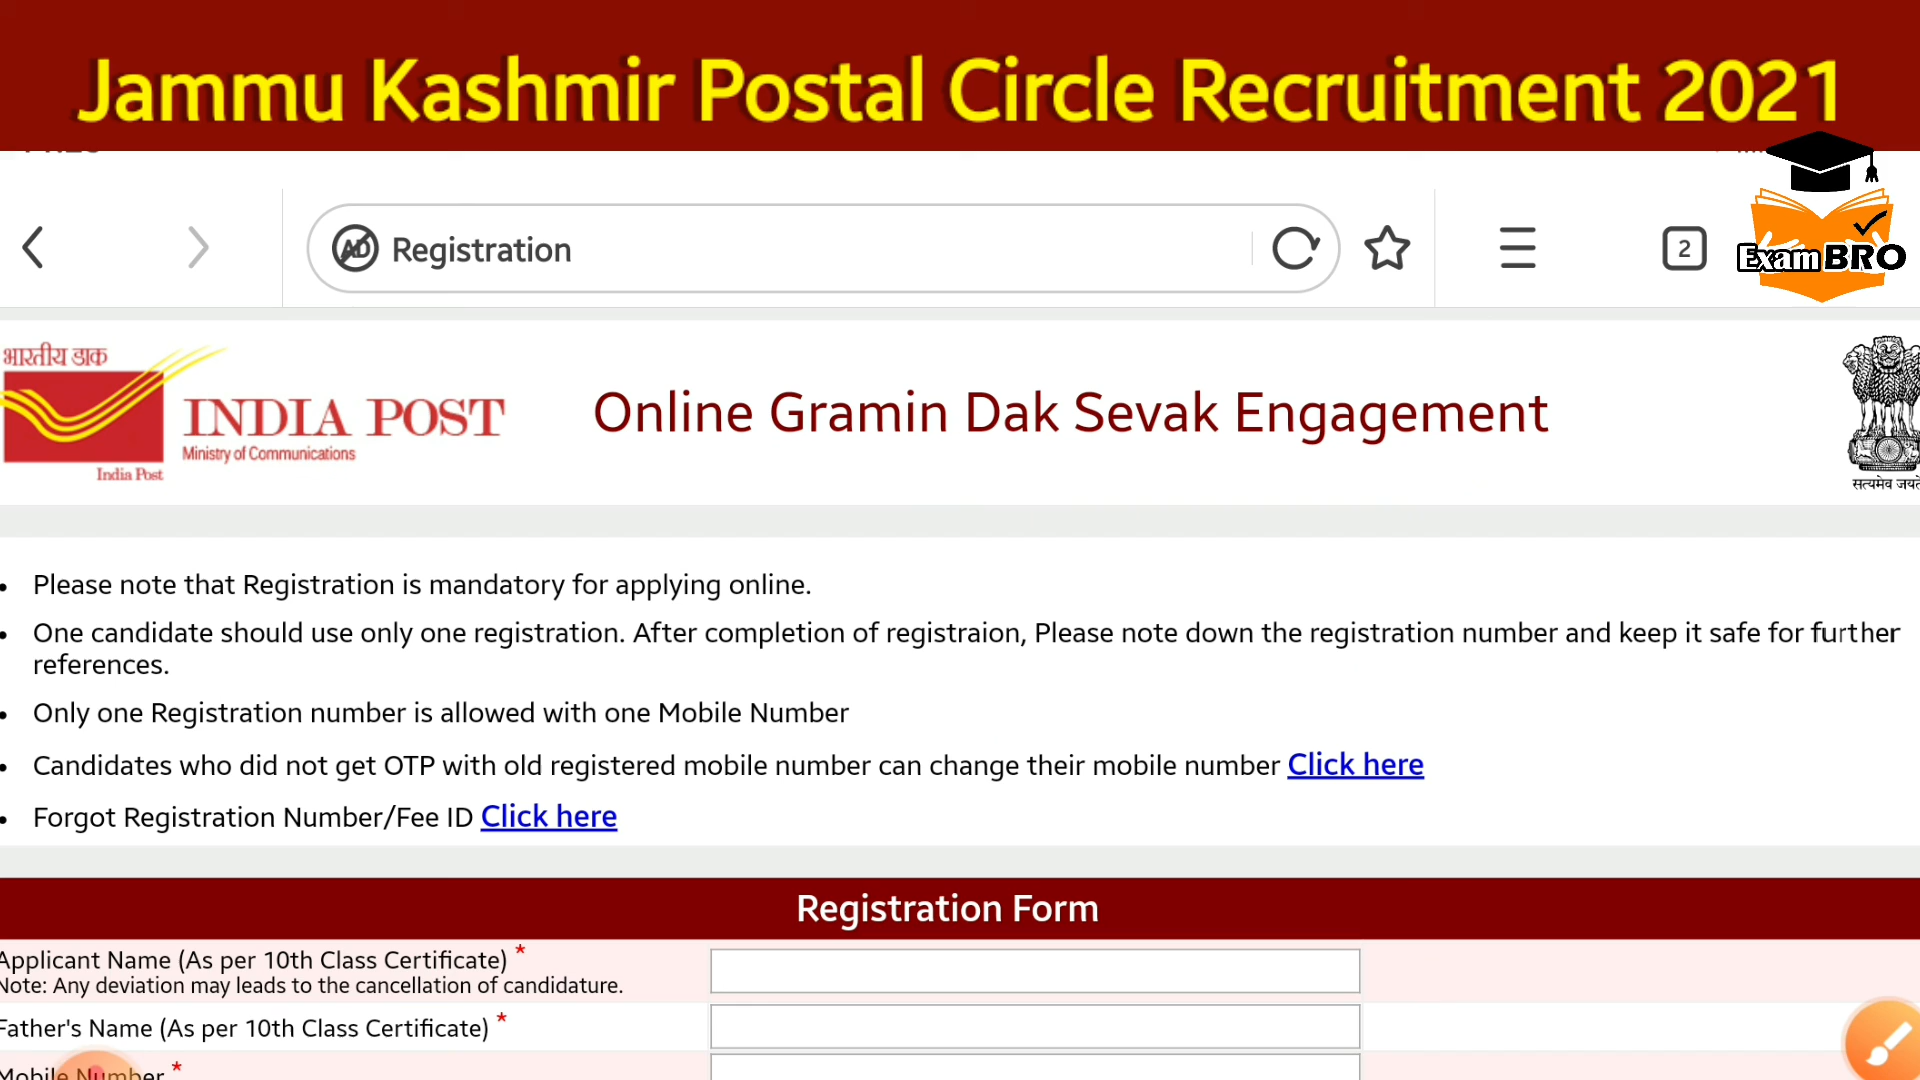 Jammu Kashmir Postal Circle Recruitment 2021
Registration
2
Exam BRO
भारतीय डाक
INDIA POST
Ministry of Communications
India Post
Online Gramin Dak Sevak Engagement
सत्यमेव जयते
Please note that Registration is mandatory for applying online.
One candidate should use only one registration. After completion of registraion, Please note down the registration number and keep it safe for further
references.
Only one Registration number is allowed with one Mobile Number
Candidates who did not get OTP with old registered mobile number can change their mobile number Click here
Forgot Registration Number/Fee ID Click here
Registration Form
Applicant Name (As per 10th Class Certificate) *
Note: Any deviation may leads to the cancellation of candidature.
Father's Name (As per 10th Class Certificate) *
Mobile Number *